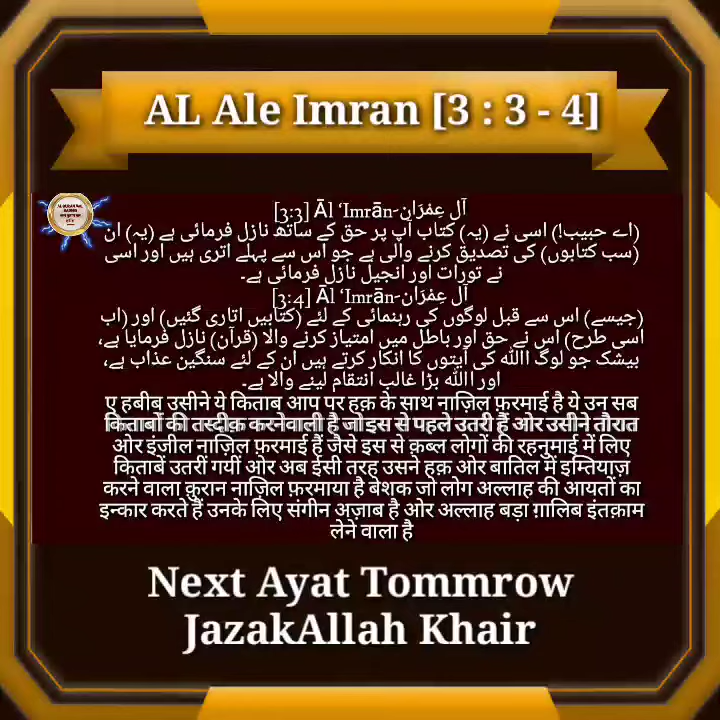 AL Ale Imran [3 : 3 - 4]
[3:3] Āl ‘Imrān-آل عِمْرَان
(اے حبیب!) اسی نے (یہ) کتاب آپ پر حق کے ساتھ نازل فرمائی ہے (یہ) ان
(سب کتابوں) کی تصدیق کرنے والی ہے جو اس سے پہلے اتری ہیں اور اسی
نے تورات اور انجیل نازل فرمائی ہے۔
[3:4] Āl ‘Imrān-آل عِمْرَان
(جیسے) اس سے قبل لوگوں کی رہنمائی کے لئے (کتابیں اتاری گئیں) اور (اب
اسی طرح) اس نے حق اور باطل میں امتیاز کرنے والا (قرآن) نازل فرمایا ہے،
بیشک جو لوگ اﷲ کی آیتوں کا انکار کرتے ہیں ان کے لئے سنگین عذاب ہے،
اور اﷲ بڑا غالب انتقام لینے والا ہے۔
ए हबीब उसीने ये किताब आप पर हक़ के साथ नाज़िल फ़रमाई है ये उन सब
किताबों की तस्दीक़ करनेवाली है जो इस से पहले उतरी हैं ओर उसीने तौरात
ओर इंजील नाज़िल फ़रमाई हैं जैसे इस से क़ब्ल लोगों की रहनुमाई में लिए
किताबें उतरीं गयीं ओर अब ईसी तरह उसने हक़ ओर बातिल में इम्तियाज़
करने वाला क़ुरान नाज़िल फ़रमाया है बेशक जो लोग अल्लाह की आयतों का
इन्कार करते हैं उनके लिए संगीन अज़ाब है ओर अल्लाह बड़ा ग़ालिब इंतक़ाम
लेने वाला है
Next Ayat Tommrow
JazakAllah Khair